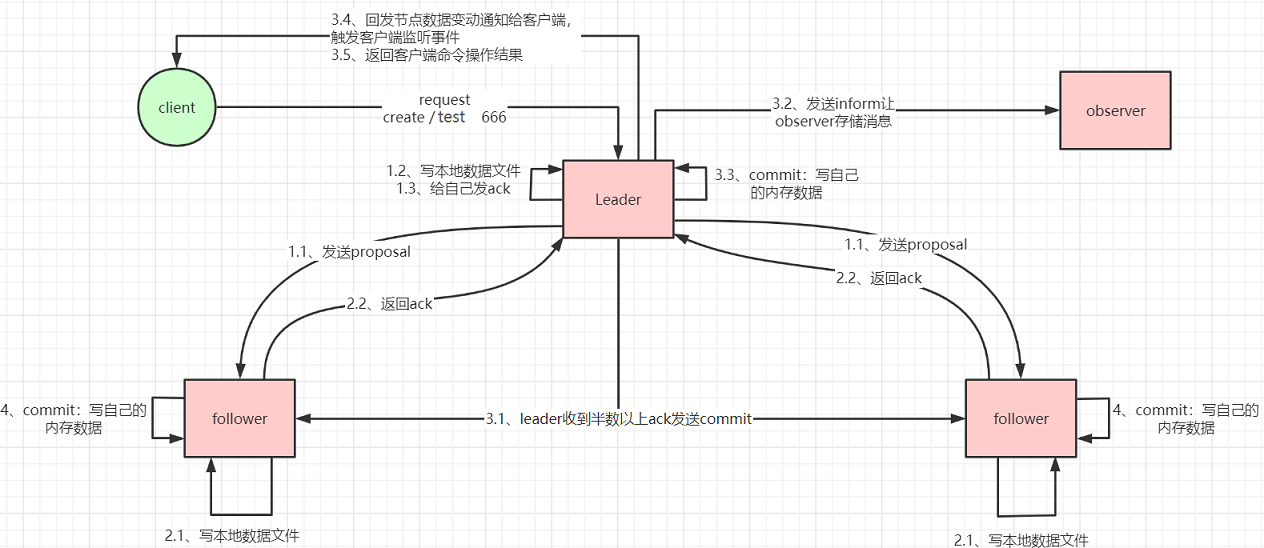 3.4、回发节点数据变动通知给客户端，
触发客户端监听事件
3.5、返回客户端命令操作结果
client
request
create /test 666
3.2、发送inform让
observer存储消息
observer
1.2、写本地数据文件
1.3、给自己发ack
Leader
3.3、commit：写自己
的内存数据
1.1、发送proposal
1.1、发送proposal
2.2、返回ack
2.2、返回ack
4、commit：写自己的
内存数据
follower
3.1、leader收到半数以上ack发送commit
follower
4、commit：写自己的
内存数据
2.1、写本地数据文件
2.1、写本地数据文件